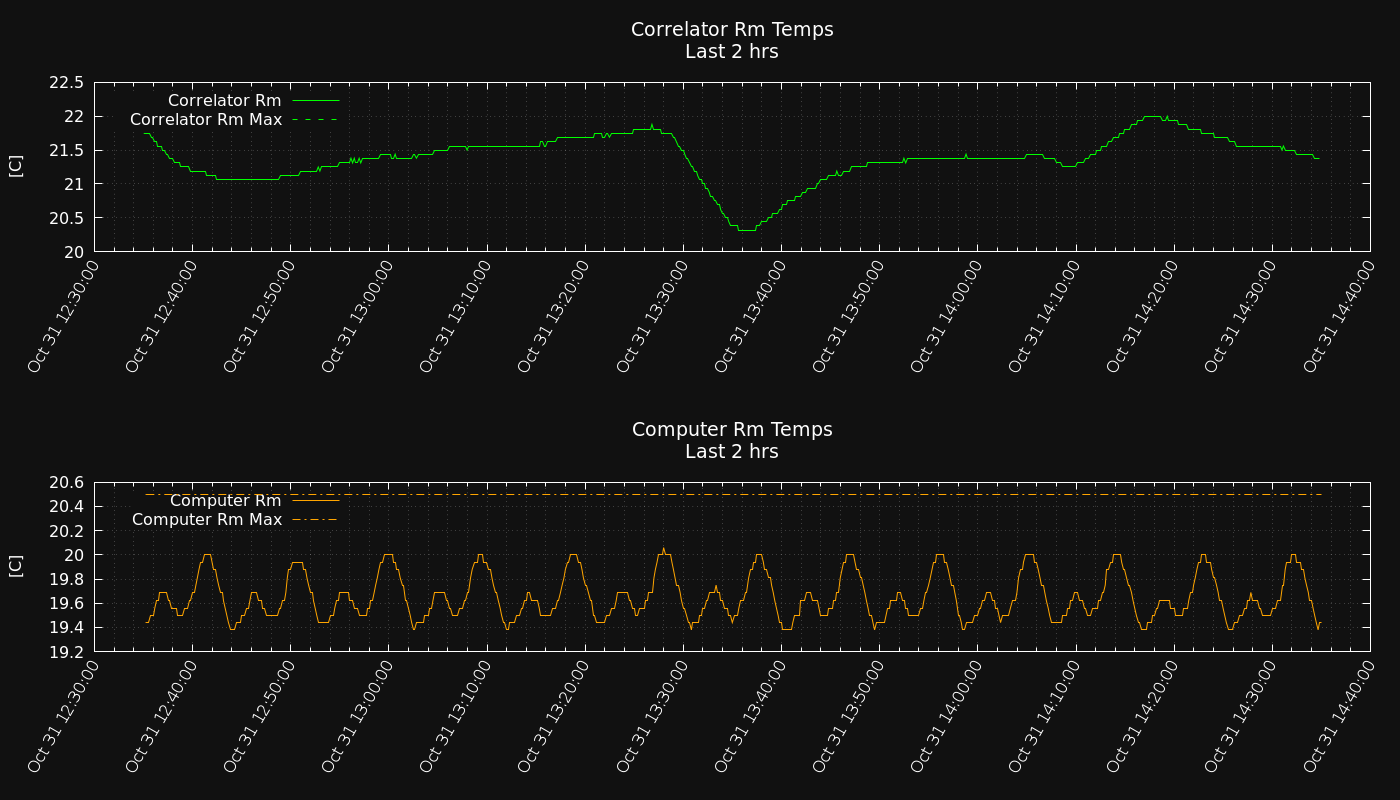 Correlator Rm Temps
Last 2 hrs
22.5
22
21.5
21
20.5
20
[C]
Correlator Rm
Correlator Rm Max
Oct 31 12:30:00
Oct 31 12:40:00
Oct 31 12:50:00
Oct 31 13:00:00
Oct 31 13:10:00
Oct 31 13:20:00
Oct 31 13:30:00
Oct 31 13:40:00
Oct 31 13:50:00
Oct 31 14:00:00
Oct 31 14:10:00
Oct 31 14:20:00
Oct 31 14:30:00
Oct 31 14:40:00
Computer Rm Temps
Last 2 hrs
20.6
20.4
20.2
20
19.8
19.6
19.4
19.2
[C]
Computer Rm
Computer Rm Max
Oct 31 12:30:00
Oct 31 12:40:00
Oct 31 12:50:00
Oct 31 13:00:00
Oct 31 13:10:00
Oct 31 13:20:00
Oct 31 13:30:00
Oct 31 13:40:00
Oct 31 13:50:00
Oct 31 14:00:00
Oct 31 14:10:00
Oct 31 14:20:00
Oct 31 14:30:00
Oct 31 14:40:00